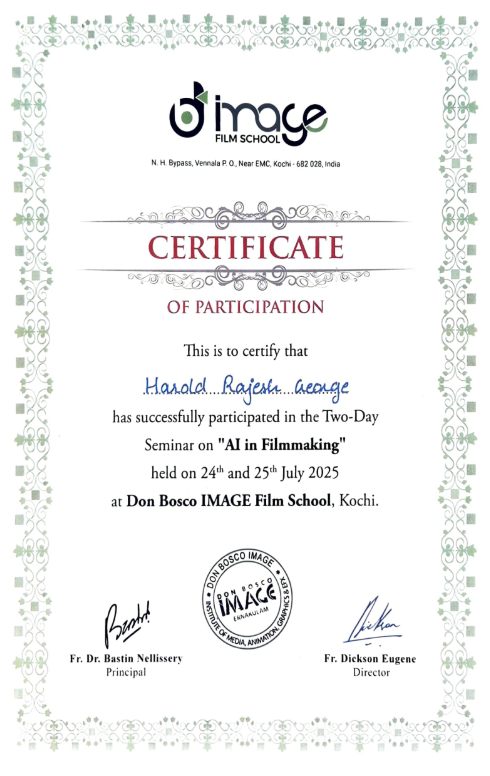 image
FILM SCHOOL
N. H. Bypass, Vennala P. O., Near EMC, Kochi - 682 028, India
CERTIFICATE
OF PARTICIPATION
This is to certify that
Harold Rajesh George
has successfully participated in the Two-Day
Seminar on "AI in Filmmaking"
held on 24th and 25th July 2025
at Don Bosco IMAGE Film School, Kochi.
DON BOSCO IMAGE
DON BOSCO
IMAGE
ERNAKULAM
INSTITUTE OF MEDIA, ANIMATION, GRAPHICS & EFX.
Fr. Dr. Bastin Nellissery
Principal
Fr. Dickson Eugene
Director